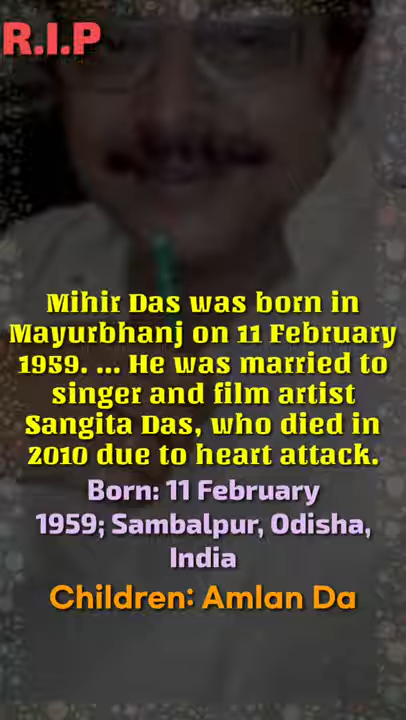 R.I.P
Mihir Das was born in
Mayurbhanj on 11 February
1959. ... He was married to
singer and film artist
Sangita Das, who died in
2010 due to heart attack.
Born: 11 February
1959; Sambalpur, Odisha,
India
Children: Amlan Da